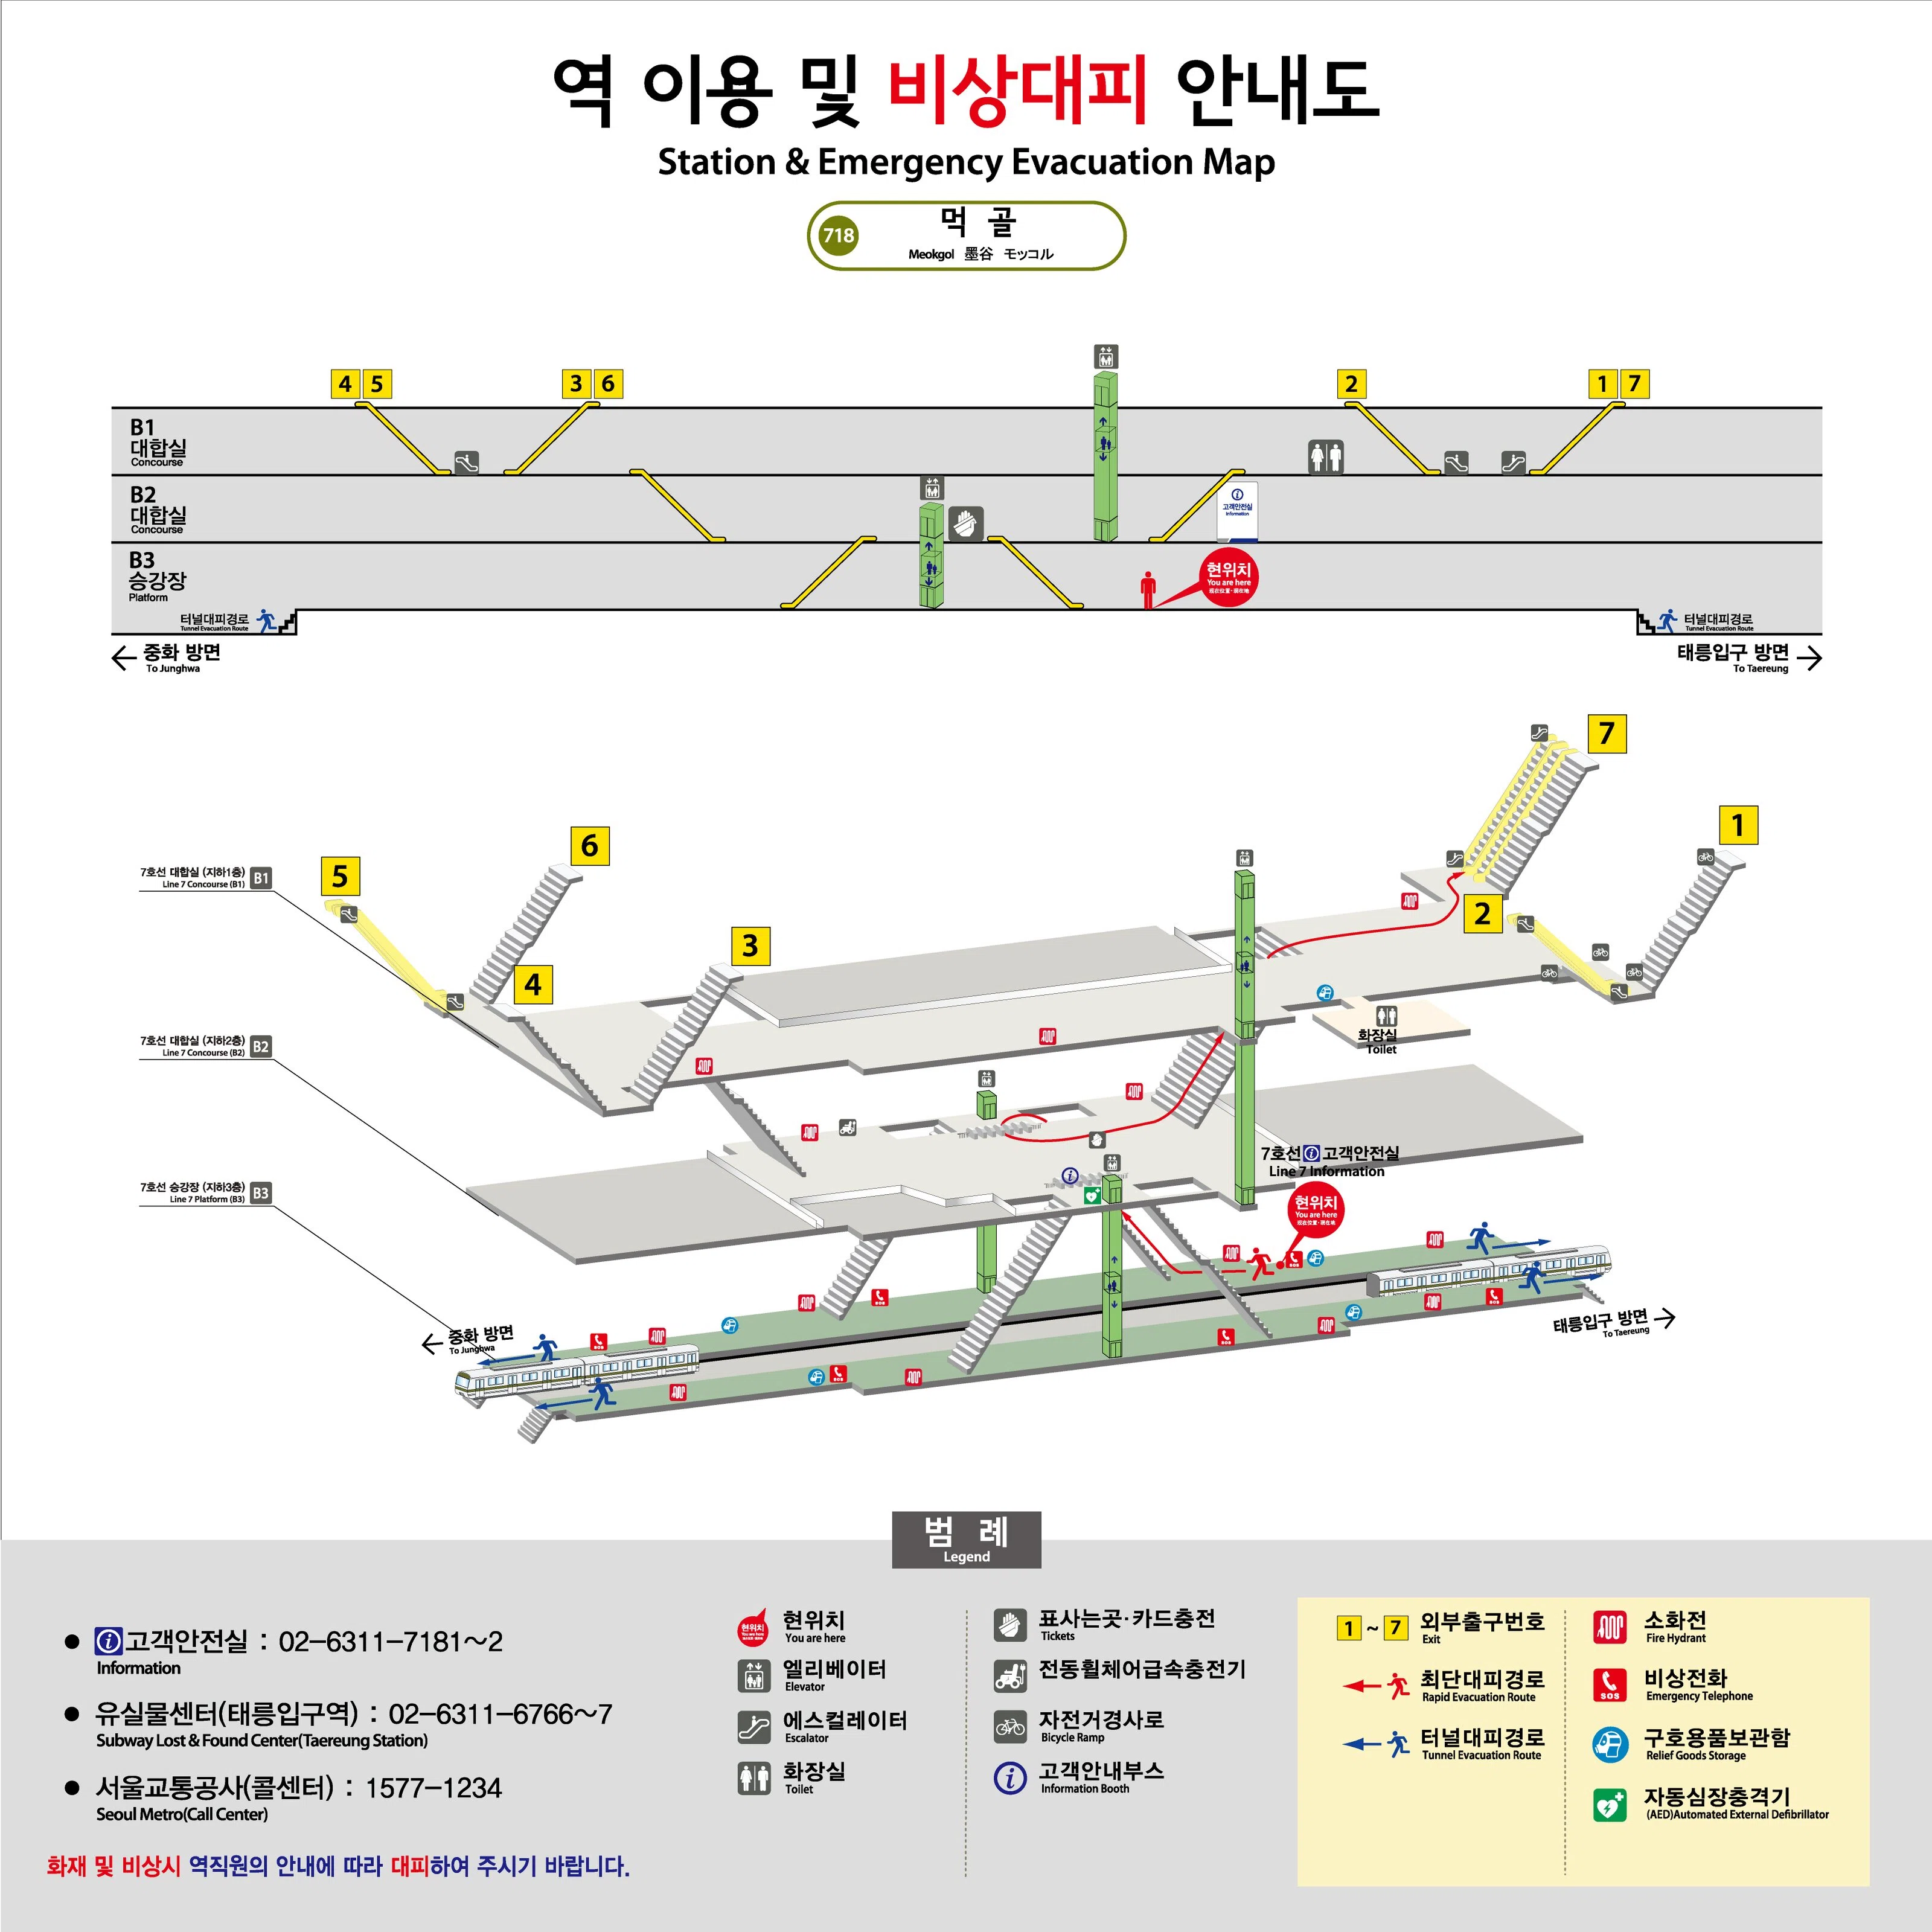 역 이용 및 비상대피 안내도
Station & Emergency Evacuation Map
718
먹 골
Meokgol 墨谷 モッコル
4 5
3 6
2
1 7
B1
대합실
Concourse
B2
대합실
Concourse
고객안전실
Information
B3
승강장
Platform
현위치
You are here
터널대피경로
Tunnel Evacuation Route
터널대피경로
Tunnel Evacuation Route
중화 방면
To Junghwa
태릉입구 방면
To Taereung
7
1
6
5
2
3
4
7호선 대합실 (지하1층) B1
Line 7 Concourse (B1)
화장실
Toilet
7호선 대합실 (지하2층) B2
Line 7 Concourse (B2)
7호선 고객안전실
Line 7 Information
7호선 승강장 (지하3층) B3
Line 7 Platform (B3)
현위치
You are here
중화 방면
To Junghwa
태릉입구 방면
To Taereung
범 례
Legend
고객안전실 : 02-6311-7181~2
Information
유실물센터(태릉입구역) : 02-6311-6766~7
Subway Lost & Found Center(Taereung Station)
서울교통공사(콜센터) : 1577-1234
Seoul Metro(Call Center)
화재 및 비상시 역직원의 안내에 따라 대피하여 주시기 바랍니다.
현위치
You are here
엘리베이터
Elevator
에스컬레이터
Escalator
화장실
Toilet
표사는곳·카드충전
Tickets
전동휠체어급속충전기
자전거경사로
Bicycle Ramp
고객안내부스
Information Booth
1 ~ 7 외부출구번호
Exit
최단대피경로
Rapid Evacuation Route
터널대피경로
Tunnel Evacuation Route
소화전
Fire Hydrant
SOS
비상전화
Emergency Telephone
구호용품보관함
Relief Goods Storage
자동심장충격기
(AED)Automated External Defibrillator